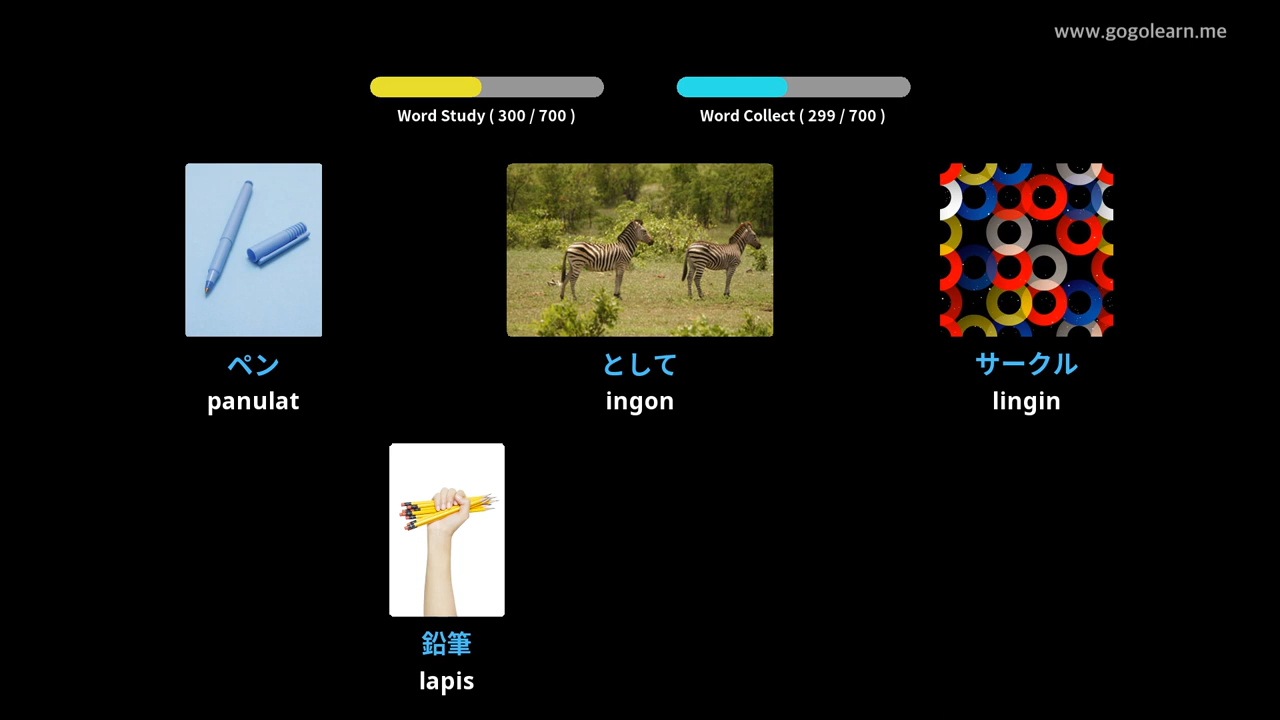 www.gogolearn.me
Word Study ( 300 / 700 )
Word Collect ( 299 / 700 )
ペン
panulat
として
ingon
サークル
lingin
鉛筆
lapis